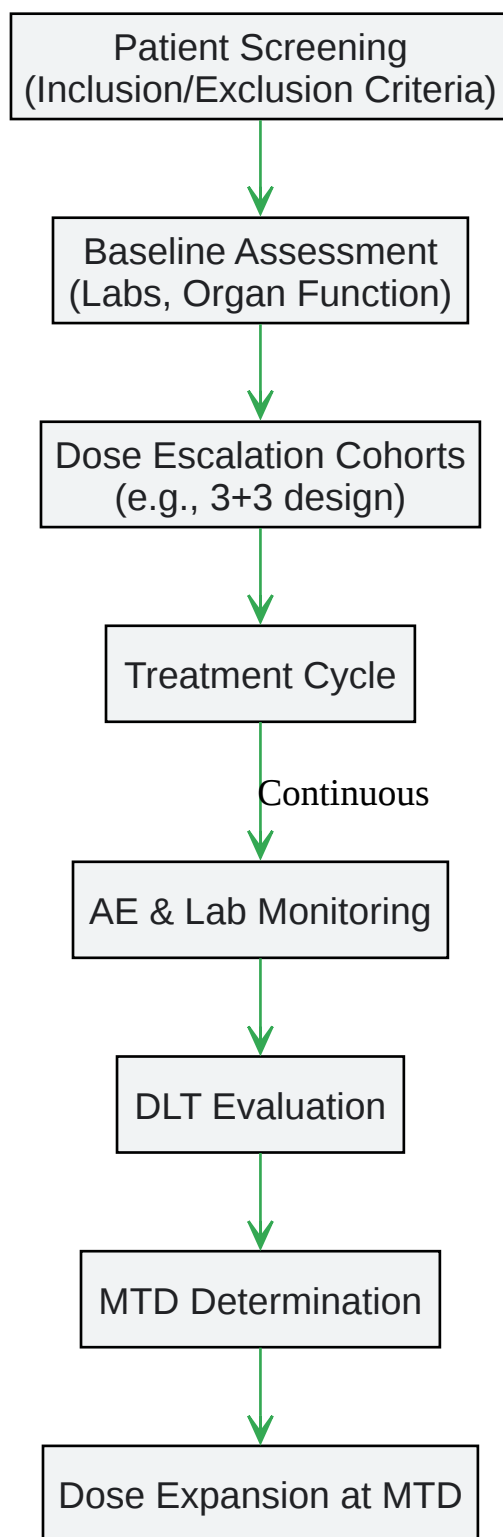 Patient Screening
(Inclusion/Exclusion Criteria)
Baseline Assessment
(Labs, Organ Function)
Dose Escalation Cohorts
(e.g., 3+3 design)
Treatment Cycle
Continuous
AE & Lab Monitoring
DLT Evaluation
MTD Determination
Dose Expansion at MTD